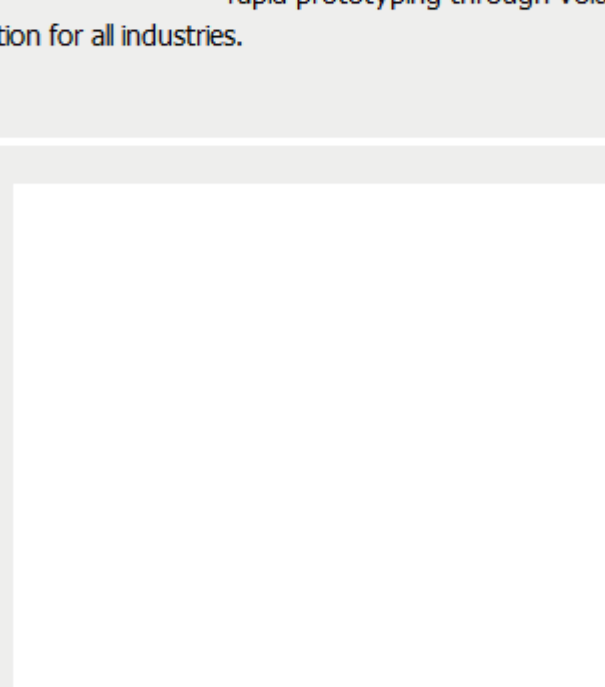 rapid prototyping through
tion for all industries.